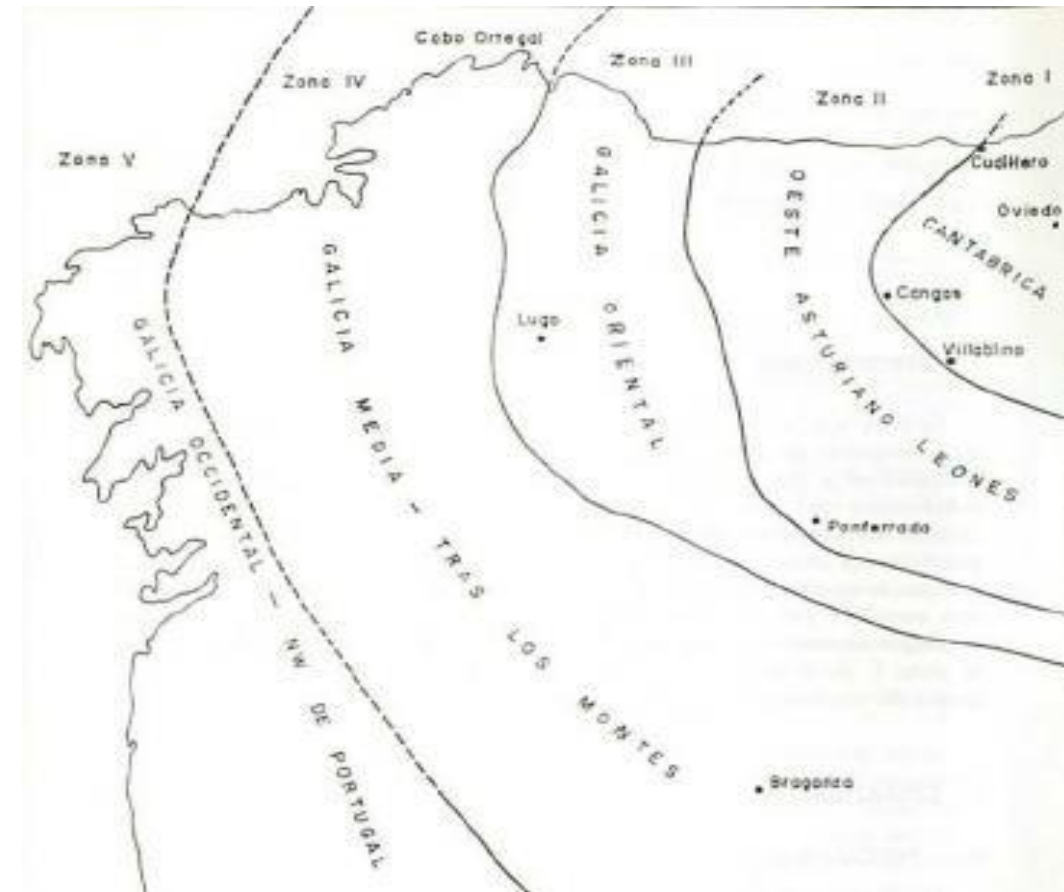 Cabo Ortegal
Zona III
Zona IV
Zona I
Zona II
Zona V
Cudillero
Oviedo
CANTABRICA
Cangas
Villablino
Lugo
GALICIA ORIENTAL
OESTE ASTURIANO LEONES
GALICIA MEDIA - TRAS LOS MONTES
GALICIA OCCIDENTAL - NW DE PORTUGAL
Ponferrada
Braganza